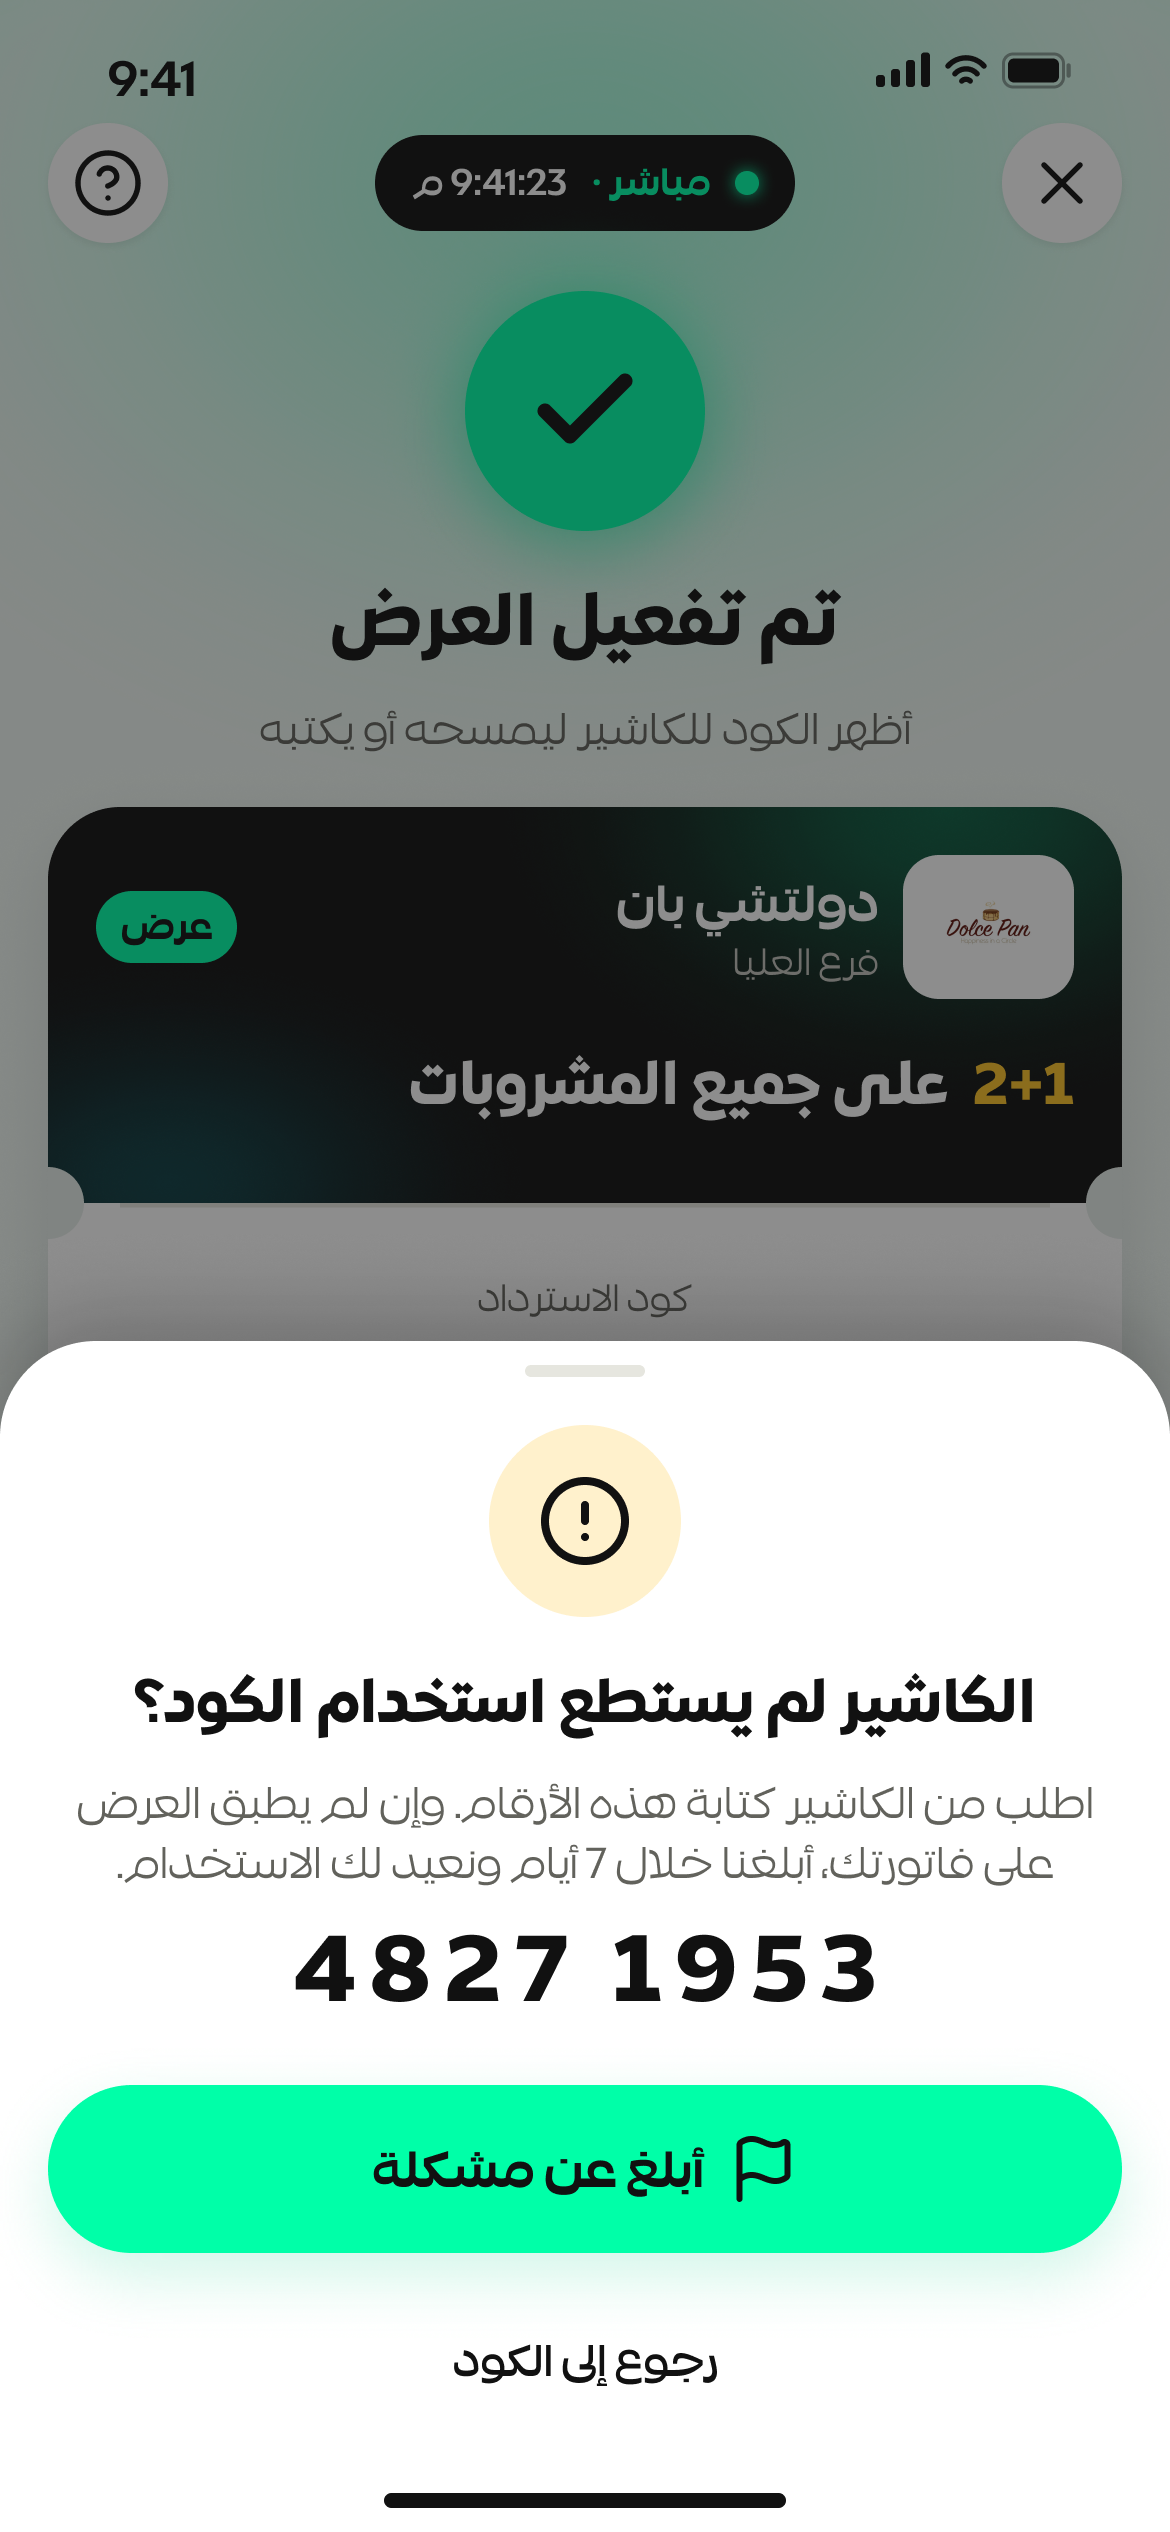 9:41
مباشر · 9:41:23 م
تم تفعيل العرض
أظهر الكود للكاشير ليمسحه أو يكتبه
Dolce Pan
دولتشي بان
عرض
فرع العليا
2+1 على جميع المشروبات
كود الاسترداد
الكاشير لم يستطع استخدام الكود؟
اطلب من الكاشير كتابة هذه الأرقام. وإن لم يطبق العرض
على فاتورتك، أبلغنا خلال 7 أيام ونعيد لك الاستخدام.
4827 1953
أبلغ عن مشكلة
رجوع إلى الكود